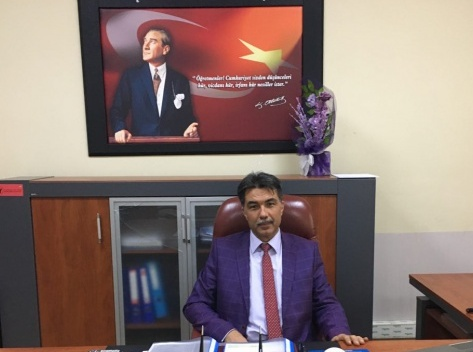 " Öğretmenler! Cumhuriyet sizden düşünceleri
hür, vicdanı hür, irfanı hür nesiller ister."